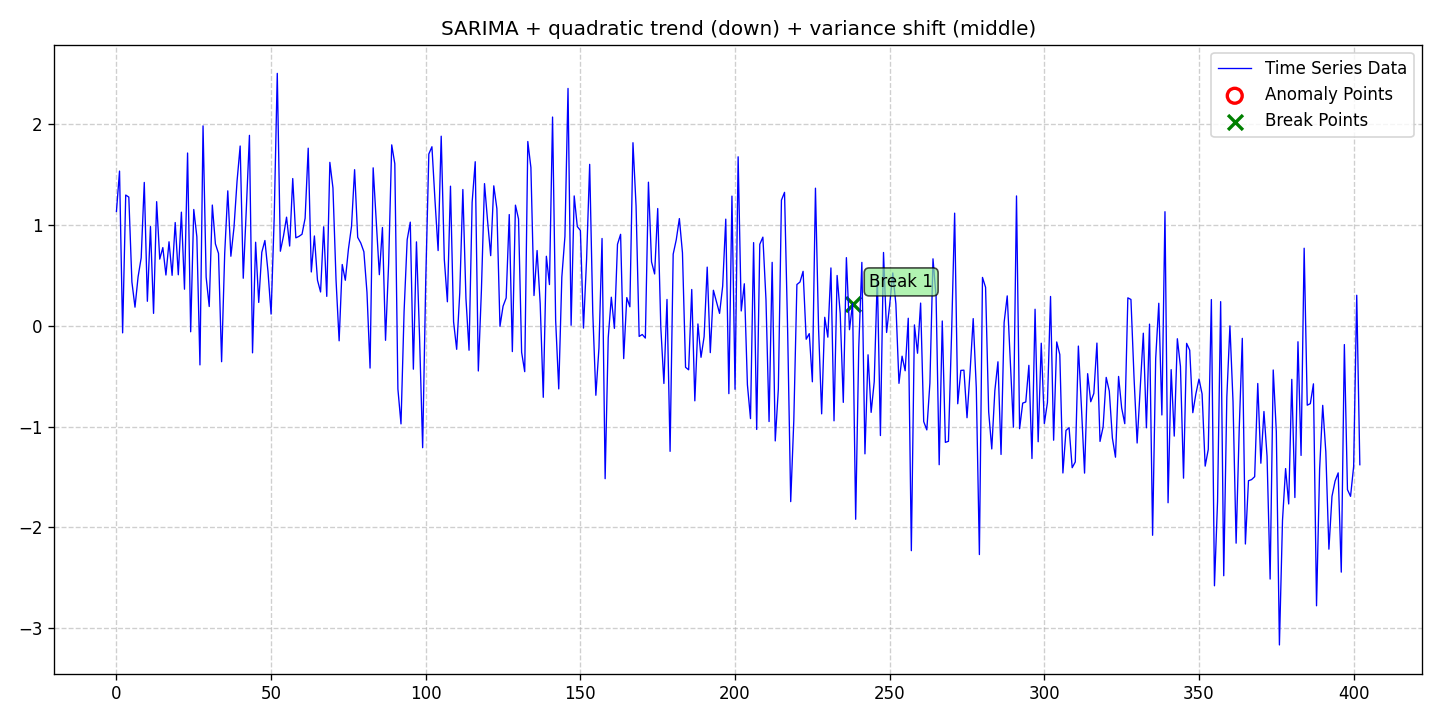 SARIMA + quadratic trend (down) + variance shift (middle)
Time Series Data
Anomaly Points
Break Points
Break 1
2
1
0
−1
−2
−3
0 50 100 150 200 250 300 350 400